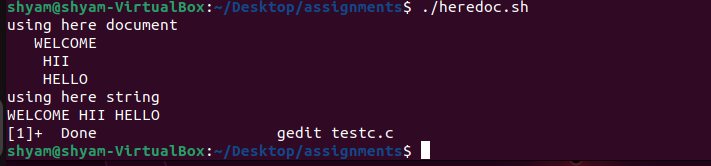 shyam@shyam-VirtualBox:~/Desktop/assignments$ ./heredoc.sh
using here document
   WELCOME
    HII
    HELLO
using here string
WELCOME HII HELLO
[1]+  Done                    gedit testc.c
shyam@shyam-VirtualBox:~/Desktop/assignments$